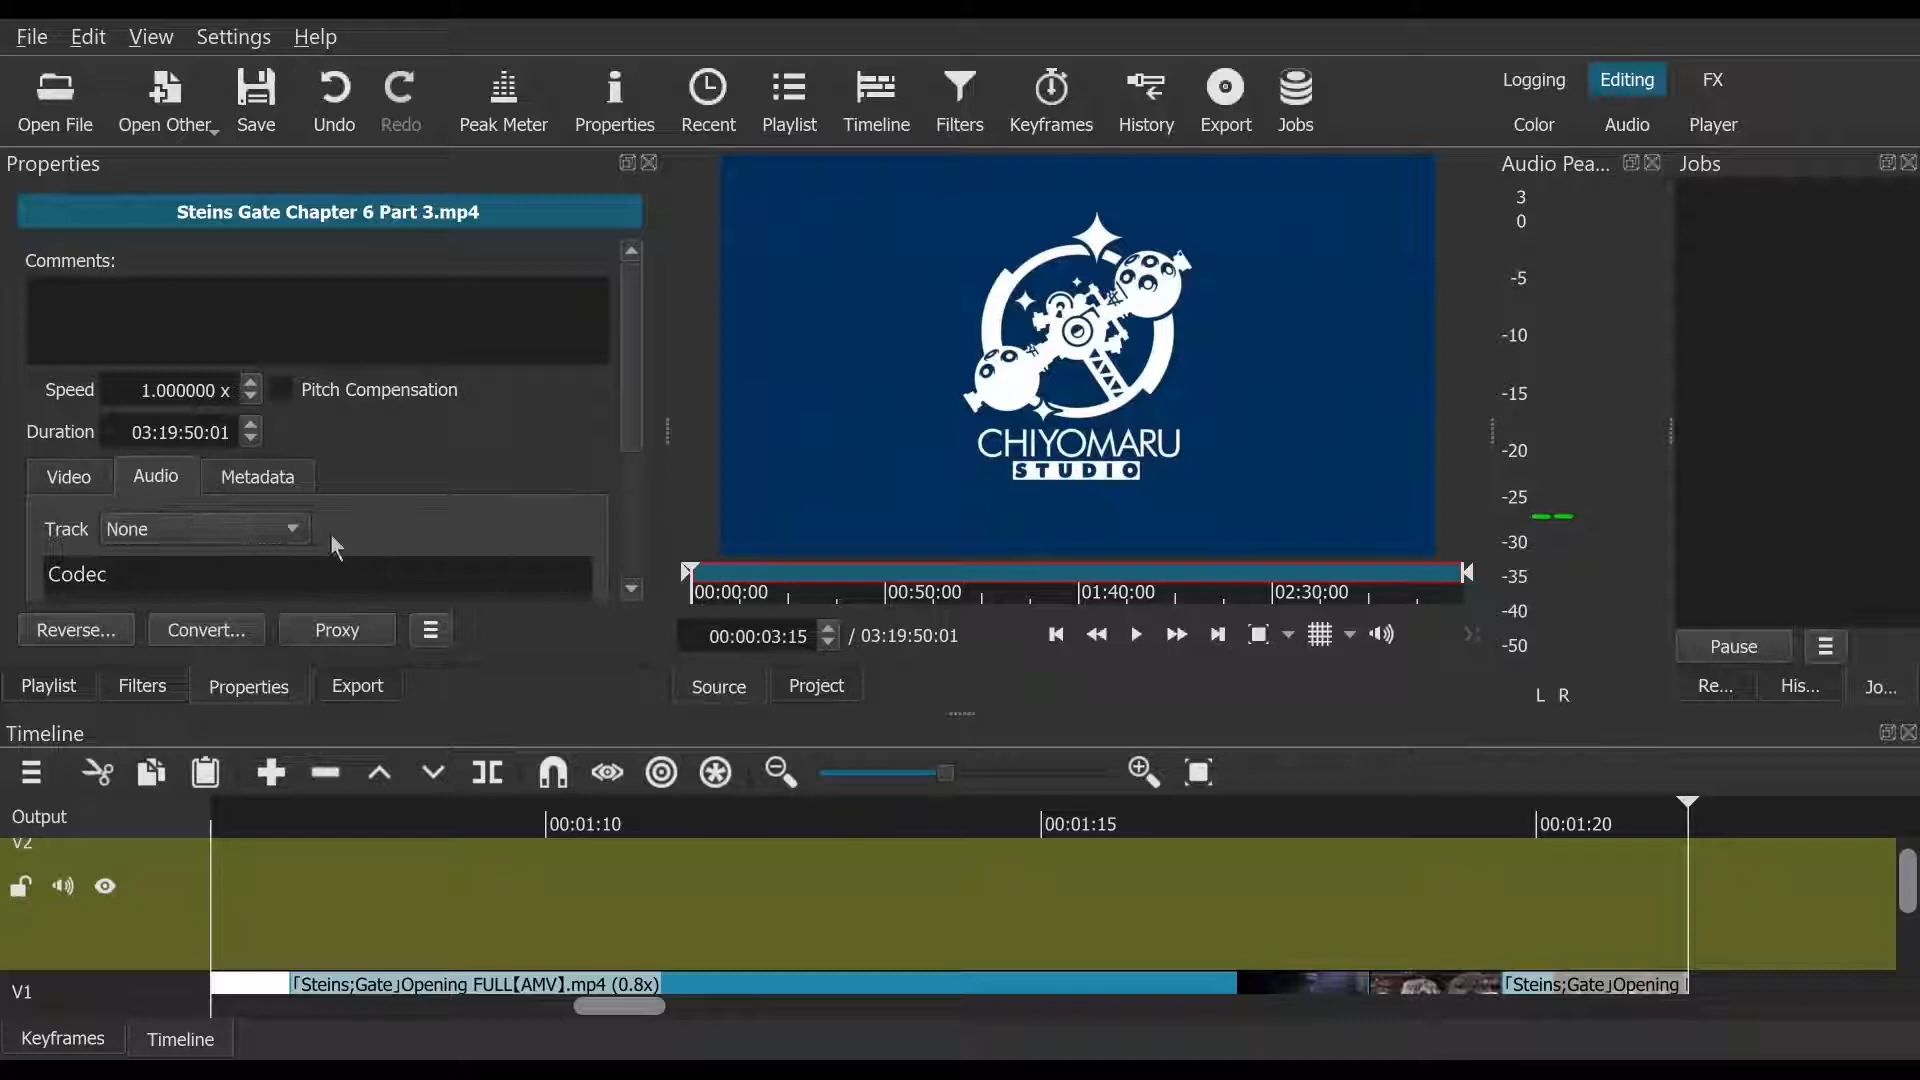 File Edit View Settings Help
Open File Open Other... Save Undo Redo Peak Meter Properties Recent Playlist Timeline Filters Keyframes History Export Jobs
Logging Editing FX
Color Audio Player
Properties
Audio Pea...
Jobs
Steins Gate Chapter 6 Part 3.mp4
Comments:
Speed 1.000000 x Pitch Compensation
Duration 03:19:50:01
Video Audio Metadata
Track None
Codec
Reverse... Convert... Proxy
Playlist Filters Properties Export
CHIYOMARU
STUDIO
00:00:00 00:50:00 01:40:00 02:30:00
00:00:03:15 / 03:19:50:01
Source Project
3
0
-5
-10
-15
-20
-25
-30
-35
-40
-50
L R
Pause
Re... His... Jo...
Timeline
Output
00:01:10 00:01:15 00:01:20
V2
V1
「Steins;Gate」Opening FULL【AMV】.mp4 (0.8x)
「Steins;Gate」Opening
Keyframes Timeline